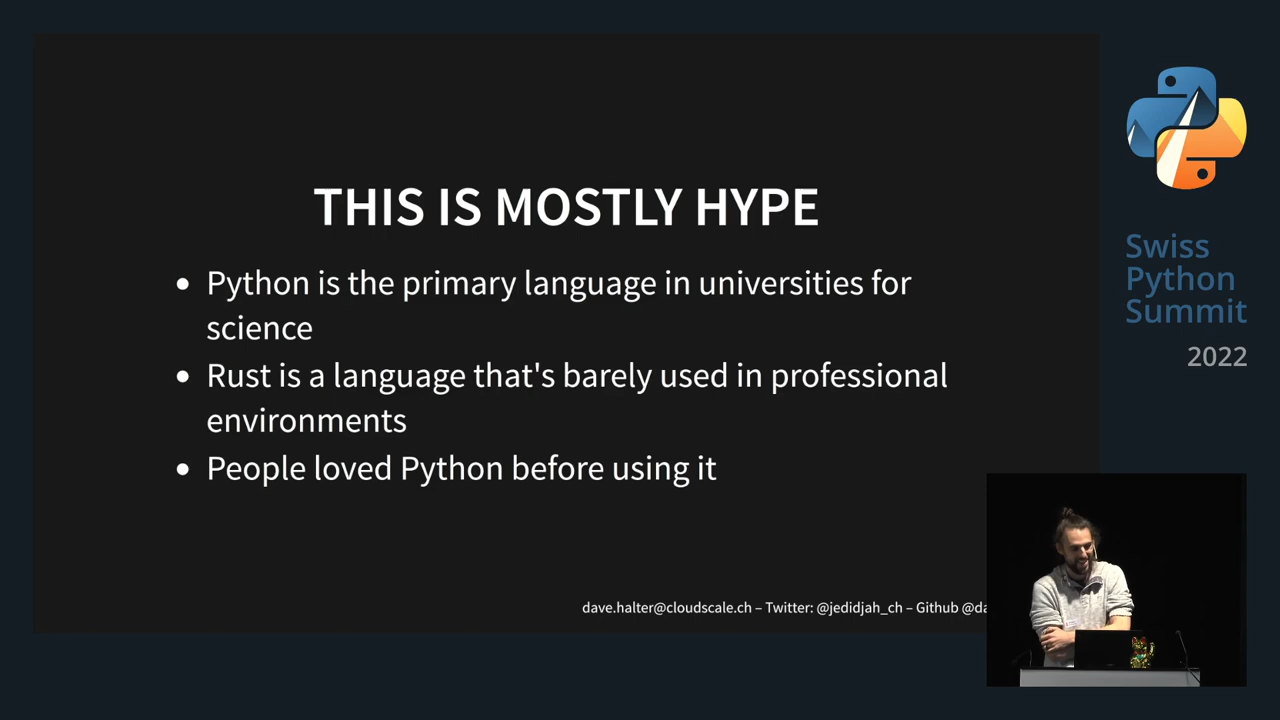 THIS IS MOSTLY HYPE
Python is the primary language in universities for
science
Rust is a language that's barely used in professional
environments
People loved Python before using it
dave.halter@cloudscale.ch – Twitter: @jedidjah_ch – Github @da
Swiss
Python
Summit
2022